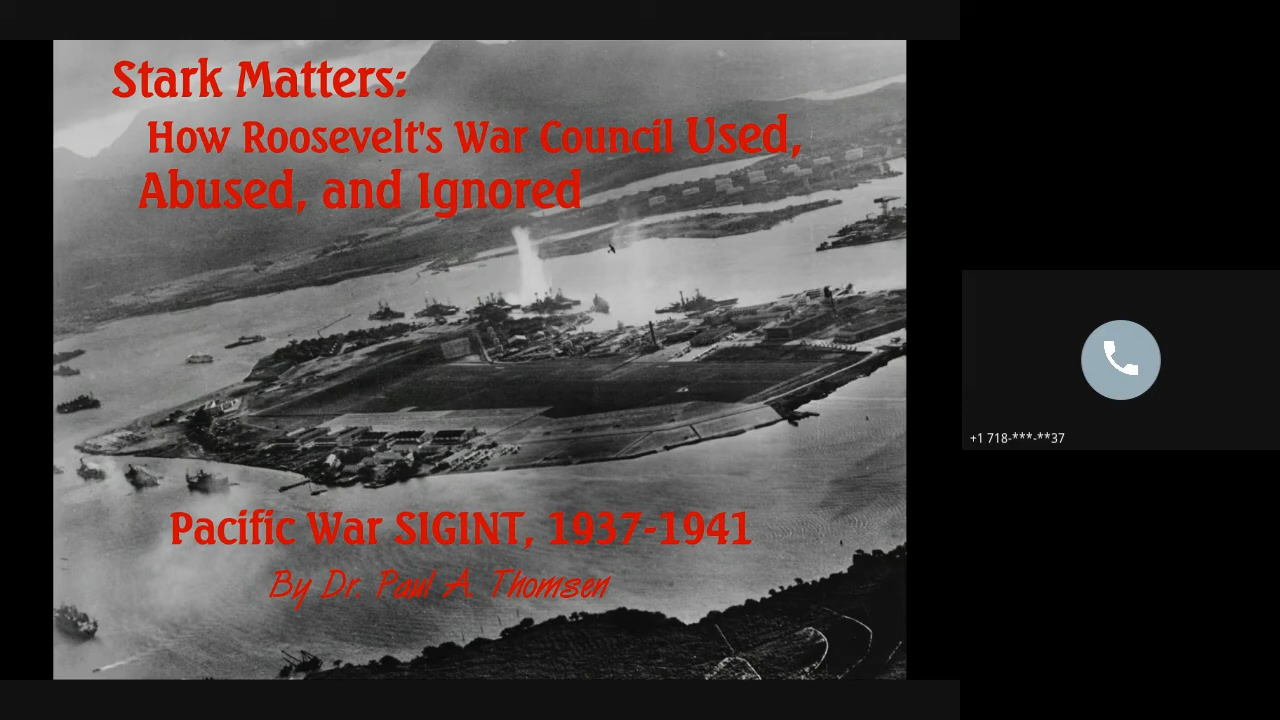 Stark Matters:
How Roosevelt's War Council Used,
Abused, and Ignored
Pacific War SIGINT, 1937-1941
By Dr. Paul A. Thomsen
+1 718-***-**37